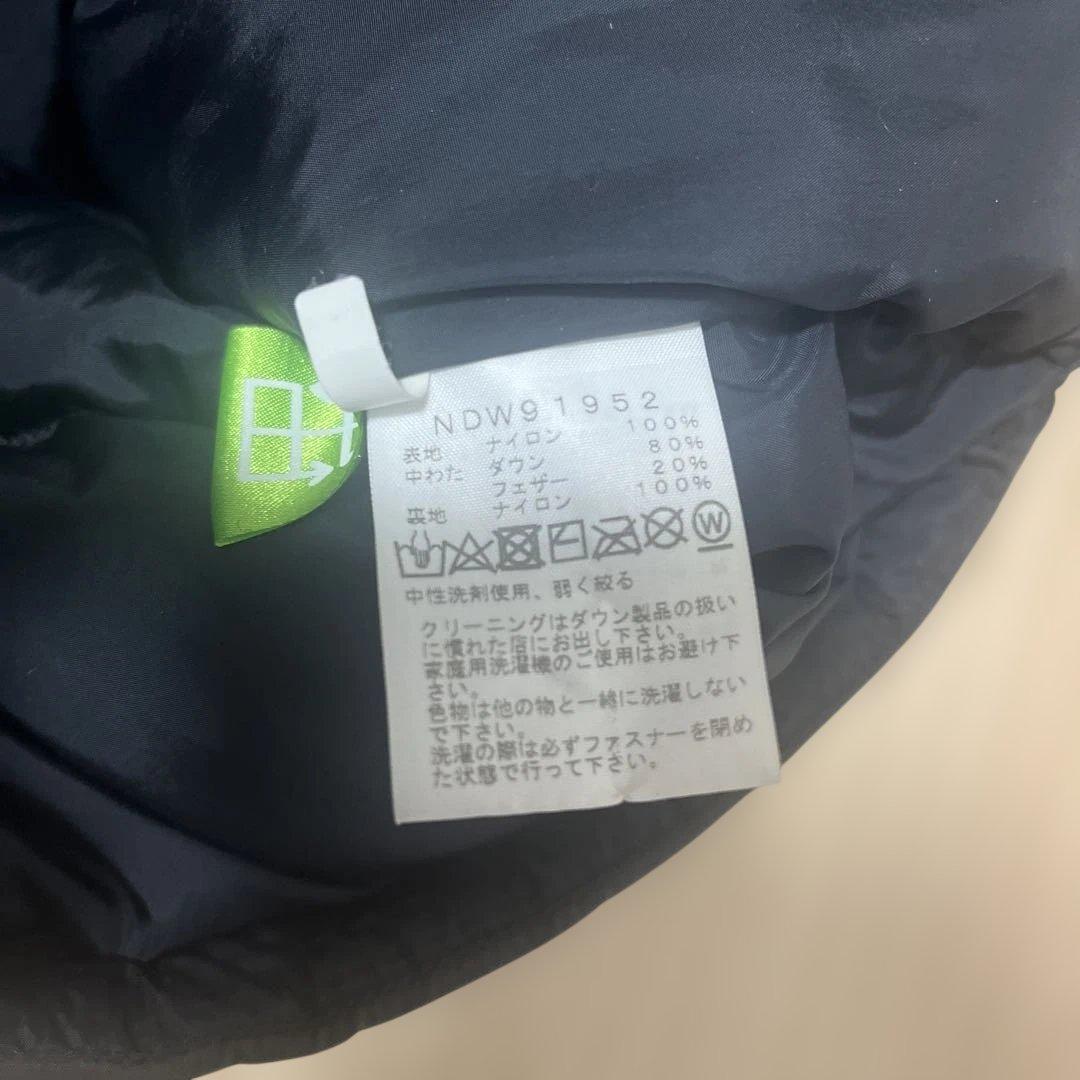 NDW91952
表地 ナイロン 100%
中わた ダウン 80%
フェザー 20%
裏地 ナイロン 100%
W
中性洗剤使用、弱く絞る
クリーニングはダウン製品の扱い
に慣れた店にお出し下さい。
家庭用洗濯機のご使用はお避け下
さい。
色物は他の物と一緒に洗濯しない
で下さい。
洗濯の際は必ずファスナーを閉め
た状態で行って下さい。